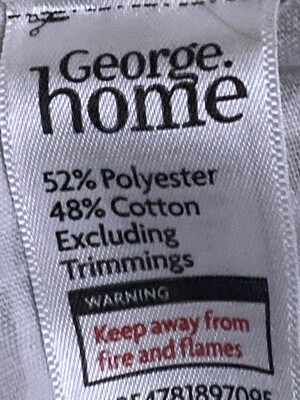 George.
home
52% Polyester
48% Cotton
Excluding
Trimmings
WARNING
Keep away from
fire and flames